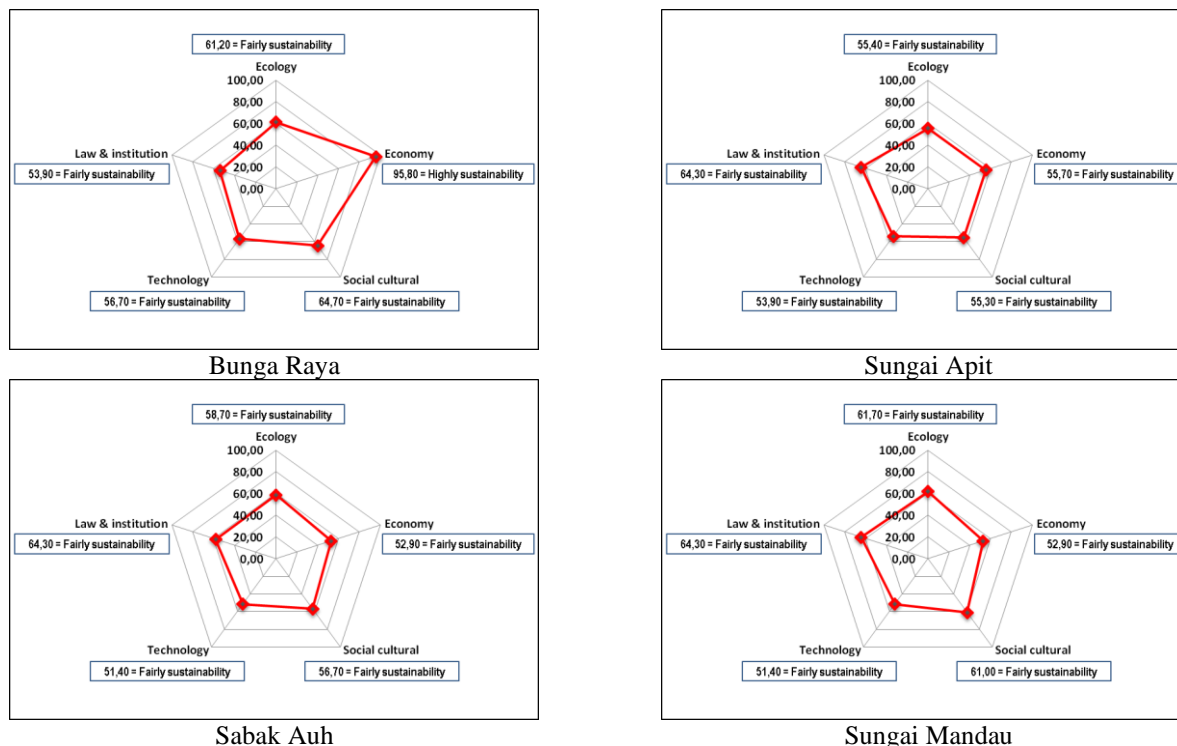 61,20 = Fairly sustainability
Ecology
100,00
80,00
60,00
40,00
20,00
0,00
Law & institution
53,90 = Fairly sustainability
Economy
95,80 = Highly sustainability
Technology
56,70 = Fairly sustainability
Social cultural
64,70 = Fairly sustainability
Bunga Raya
55,40 = Fairly sustainability
Ecology
100,00
80,00
60,00
40,00
20,00
0,00
Law & institution
64,30 = Fairly sustainability
Economy
55,70 = Fairly sustainability
Technology
53,90 = Fairly sustainability
Social cultural
55,30 = Fairly sustainability
Sungai Apit
58,70 = Fairly sustainability
Ecology
100,00
80,00
60,00
40,00
20,00
0,00
Law & institution
64,30 = Fairly sustainability
Economy
52,90 = Fairly sustainability
Technology
51,40 = Fairly sustainability
Social cultural
56,70 = Fairly sustainability
Sabak Auh
61,70 = Fairly sustainability
Ecology
100,00
80,00
60,00
40,00
20,00
0,00
Law & institution
64,30 = Fairly sustainability
Economy
52,90 = Fairly sustainability
Technology
51,40 = Fairly sustainability
Social cultural
61,00 = Fairly sustainability
Sungai Mandau